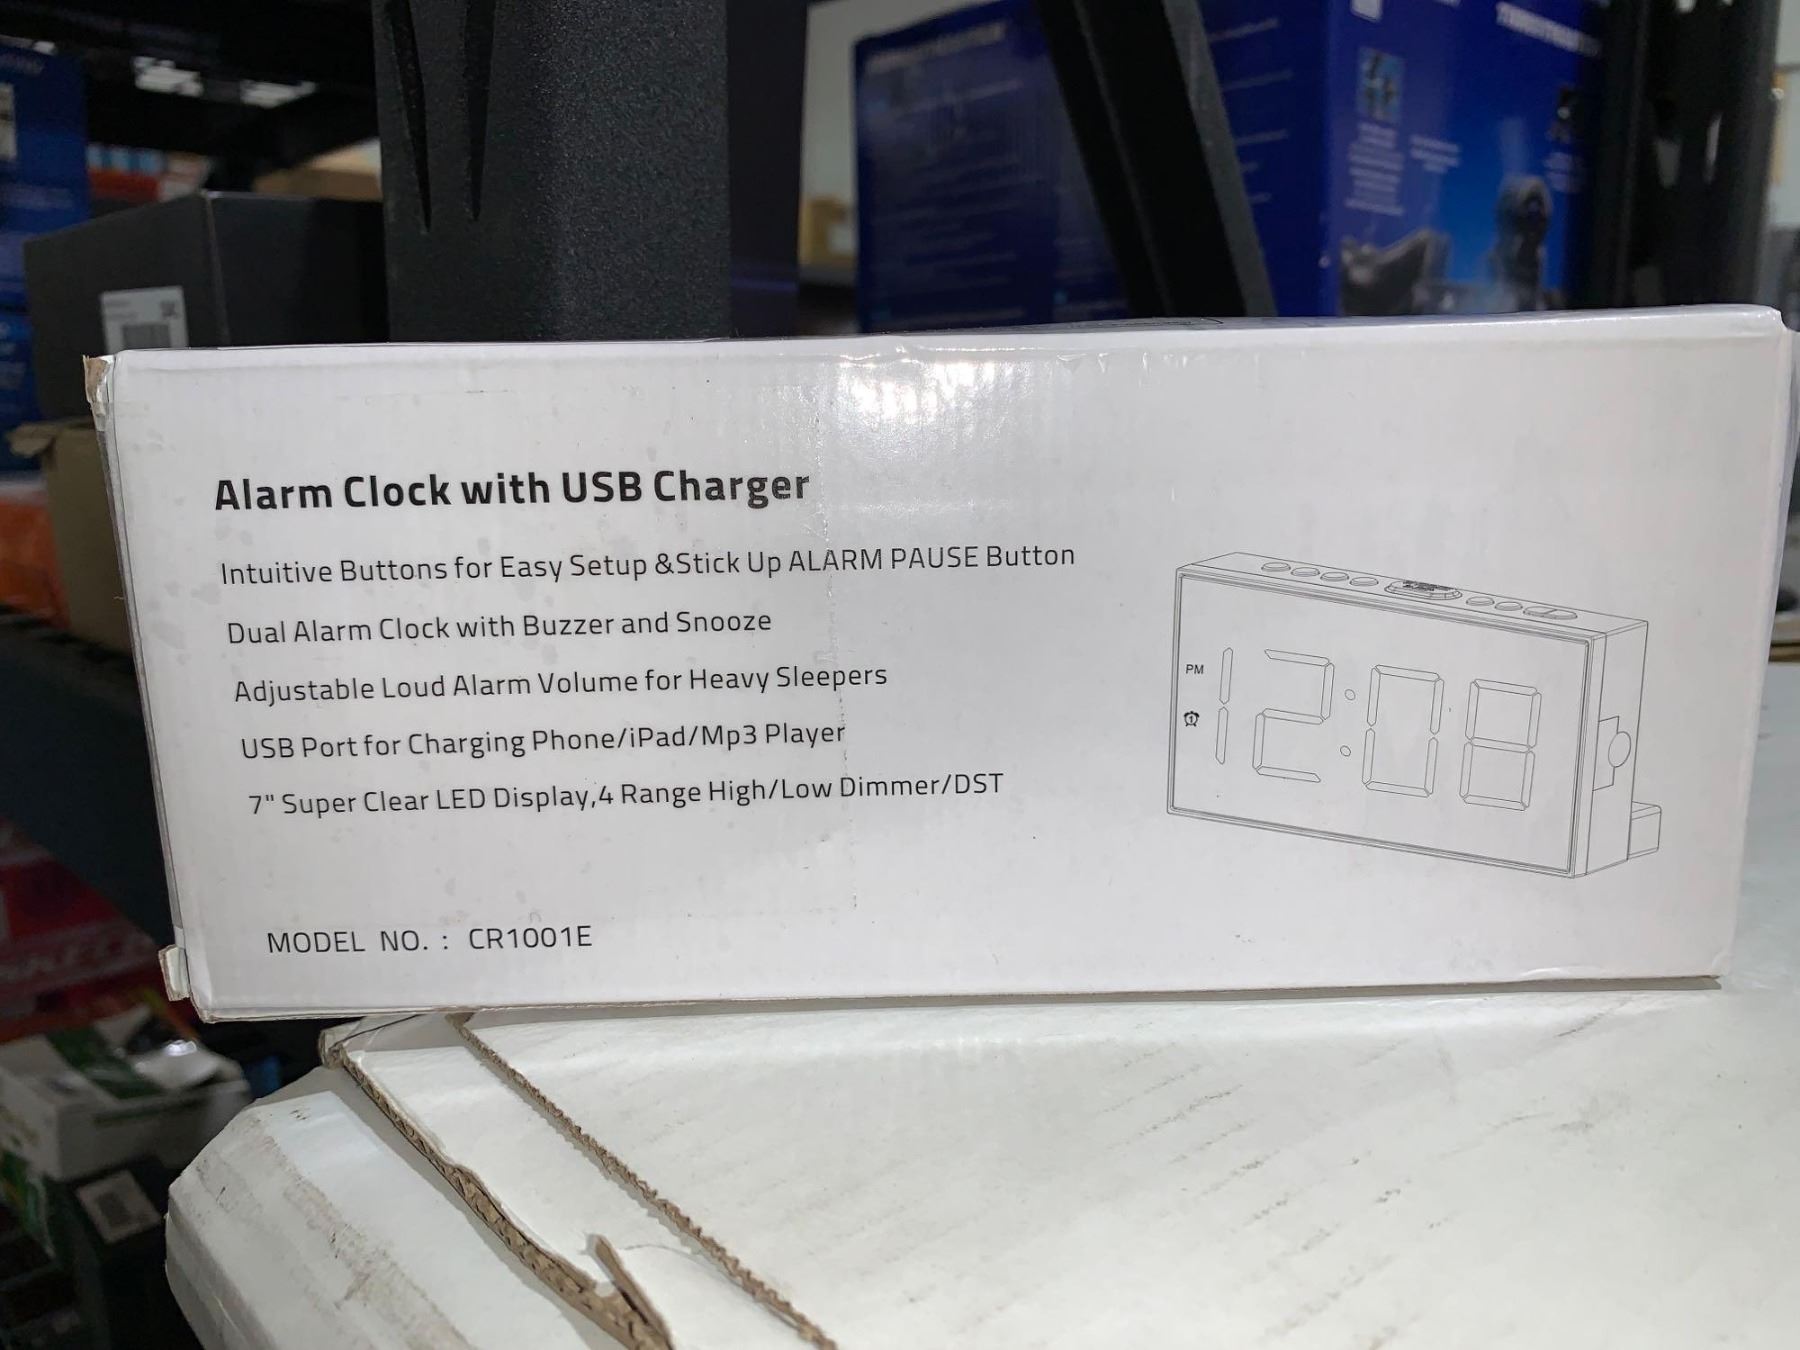 Alarm Clock with USB Charger
Intuitive Buttons for Easy Setup &Stick Up ALARM PAUSE Button
Dual Alarm Clock with Buzzer and Snooze
Adjustable Loud Alarm Volume for Heavy Sleepers
USB Port for Charging Phone/iPad/Mp3 Player
7" Super Clear LED Display,4 Range High/Low Dimmer/DST
MODEL NO. : CR1001E
PM
12:08
1